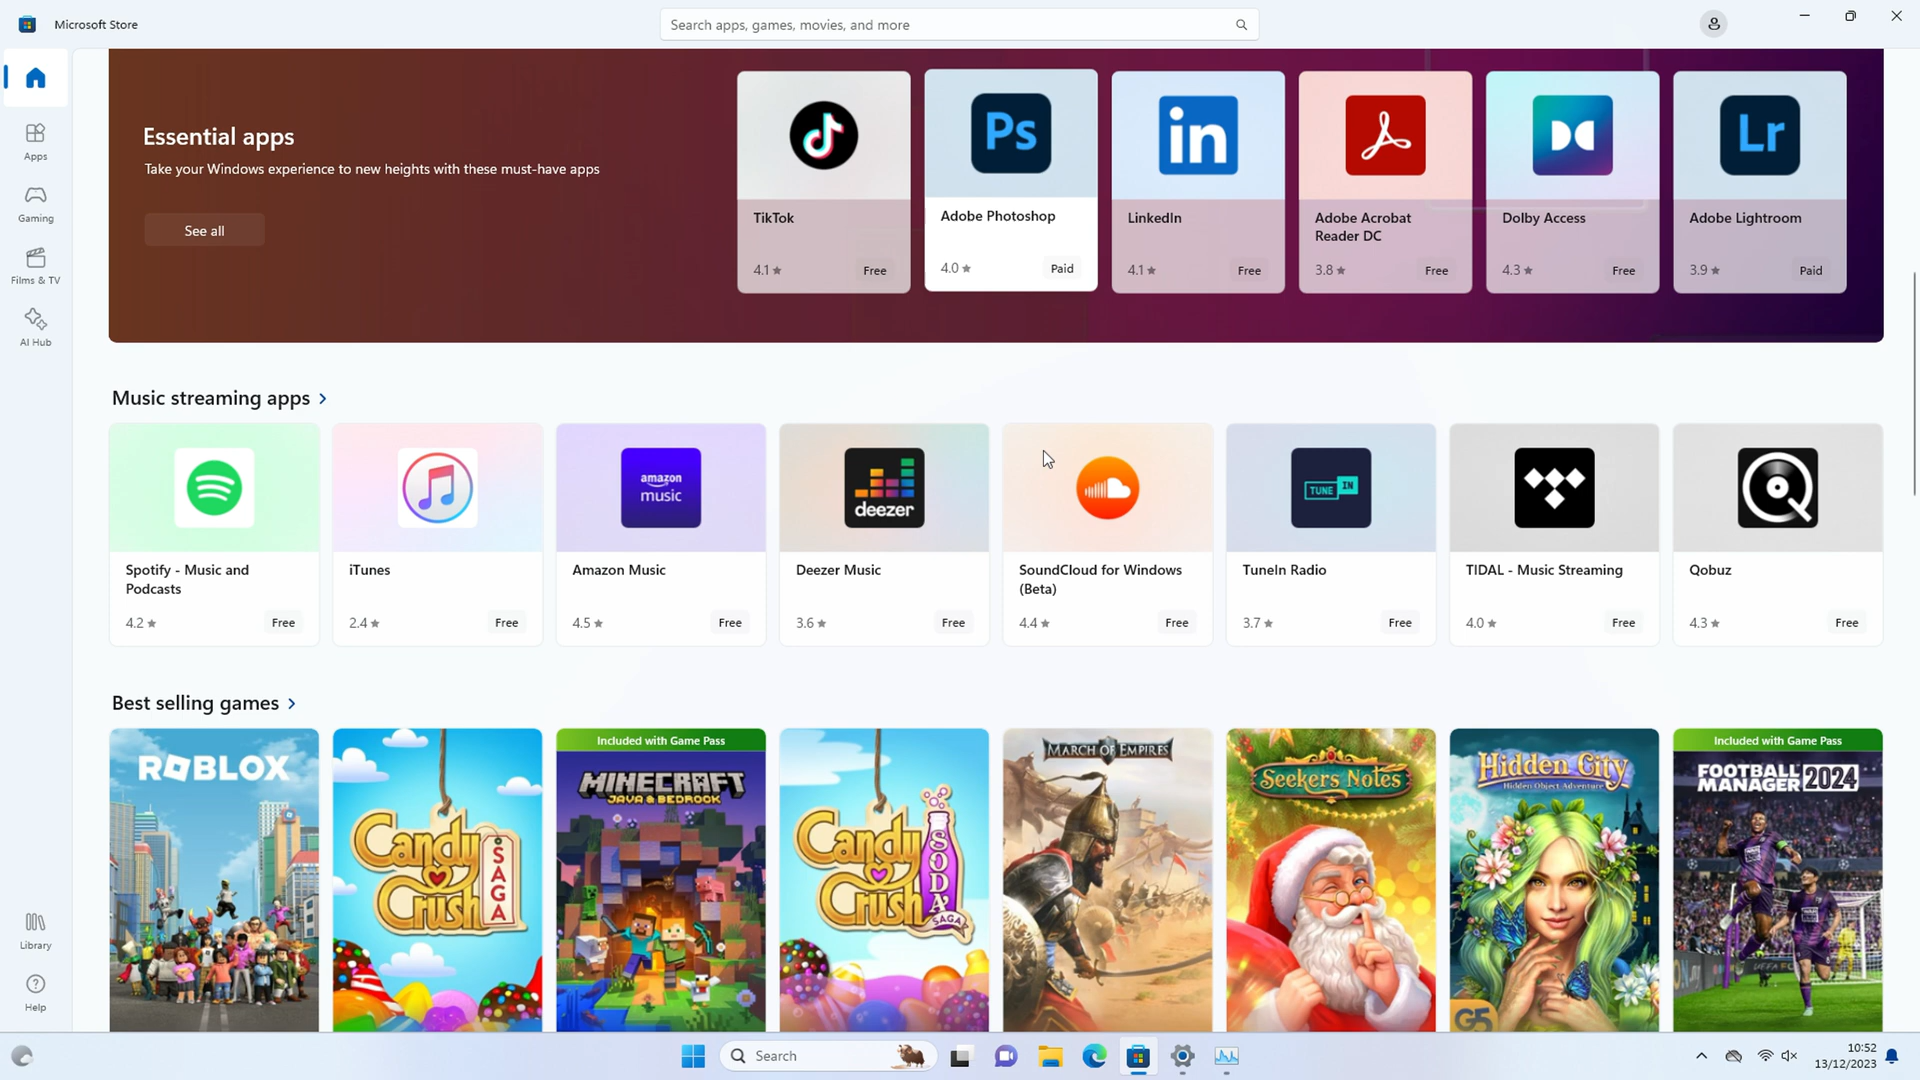 Microsoft Store
Search apps, games, movies, and more
Apps
Gaming
Films & TV
AI Hub
Library
Help
Essential apps
Take your Windows experience to new heights with these must-have apps
See all
TikTok
4.1★
Free
Ps
Adobe Photoshop
4.0★
Paid
in
LinkedIn
4.1★
Free
Adobe Acrobat
Reader DC
3.8★
Free
Dolby Access
4.3★
Free
Lr
Adobe Lightroom
3.9★
Paid
Music streaming apps
Spotify - Music and
Podcasts
4.2★
Free
iTunes
2.4★
Free
amazon
music
Amazon Music
4.5★
Free
deezer
Deezer Music
3.6★
Free
SoundCloud for Windows
(Beta)
4.4★
Free
TUNE IN
TuneIn Radio
3.7★
Free
TIDAL - Music Streaming
4.0★
Free
Qobuz
4.3★
Free
Best selling games
ROBLOX
Candy
Crush
SAGA
Included with Game Pass
MINECRAFT
JAVA & BEDROCK
Candy
Crush
SODA
SAGA
MARCH OF EMPIRES
Seekers Notes
Hidden City
Hidden Object Adventure
G5
Included with Game Pass
FOOTBALL
MANAGER 2024
Search
10:52
13/12/2023